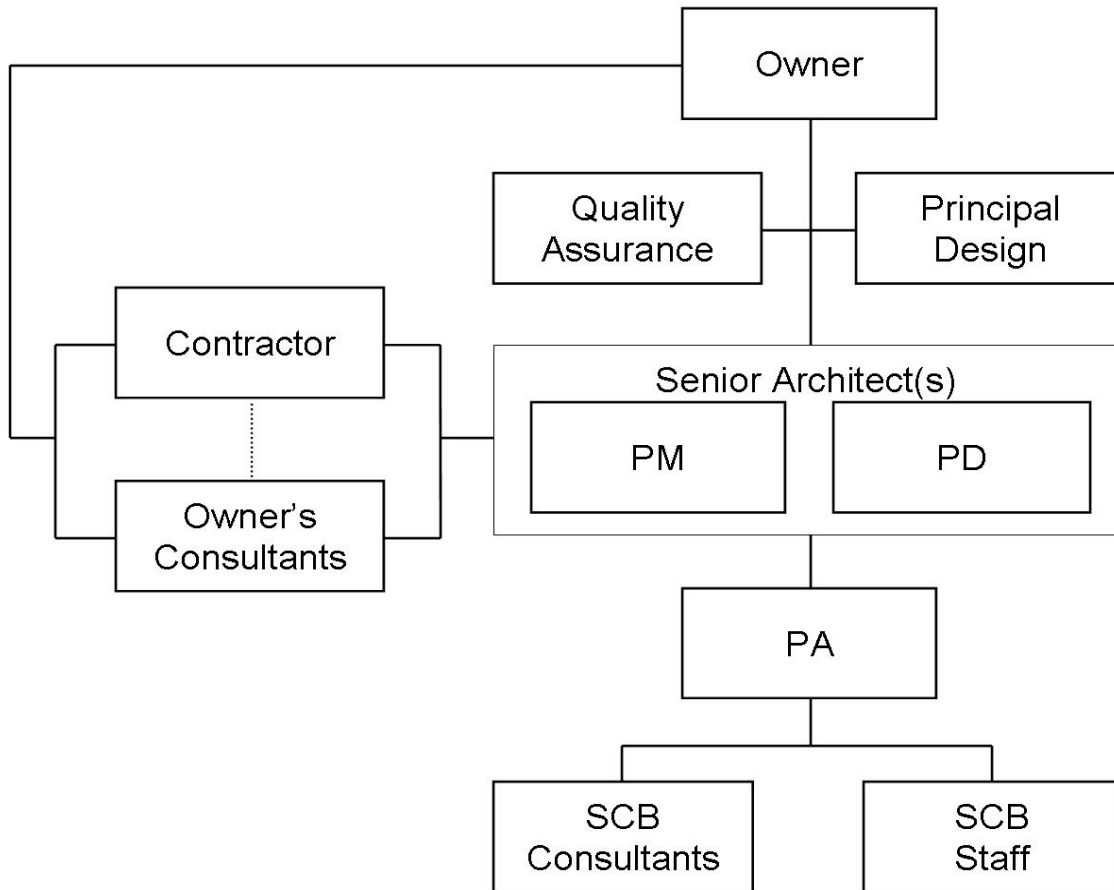 Owner
Quality
Assurance
Principal
Design
Contractor
Senior Architect(s)
PM
PD
Owner’s
Consultants
PA
SCB
Consultants
SCB
Staff